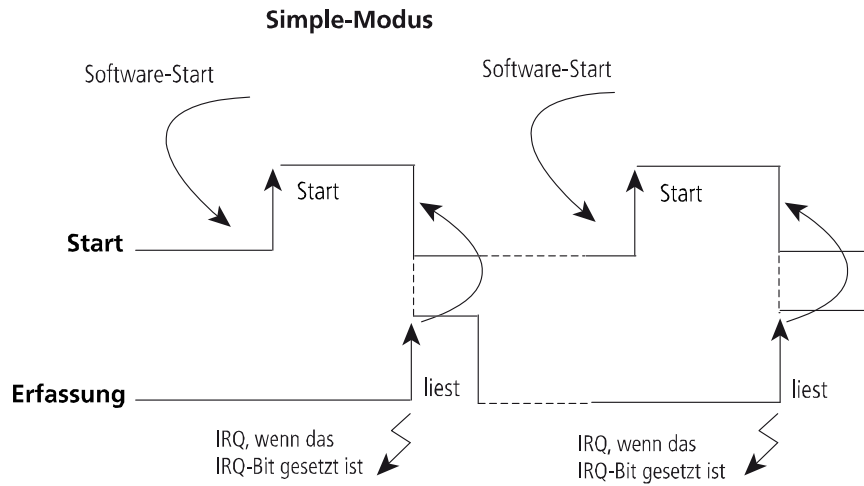 Simple-Modus
Software-Start
Software-Start
Start
Start
Start
Erfassung
liest
liest
IRQ, wenn das
IRQ-Bit gesetzt ist
IRQ, wenn das
IRQ-Bit gesetzt ist